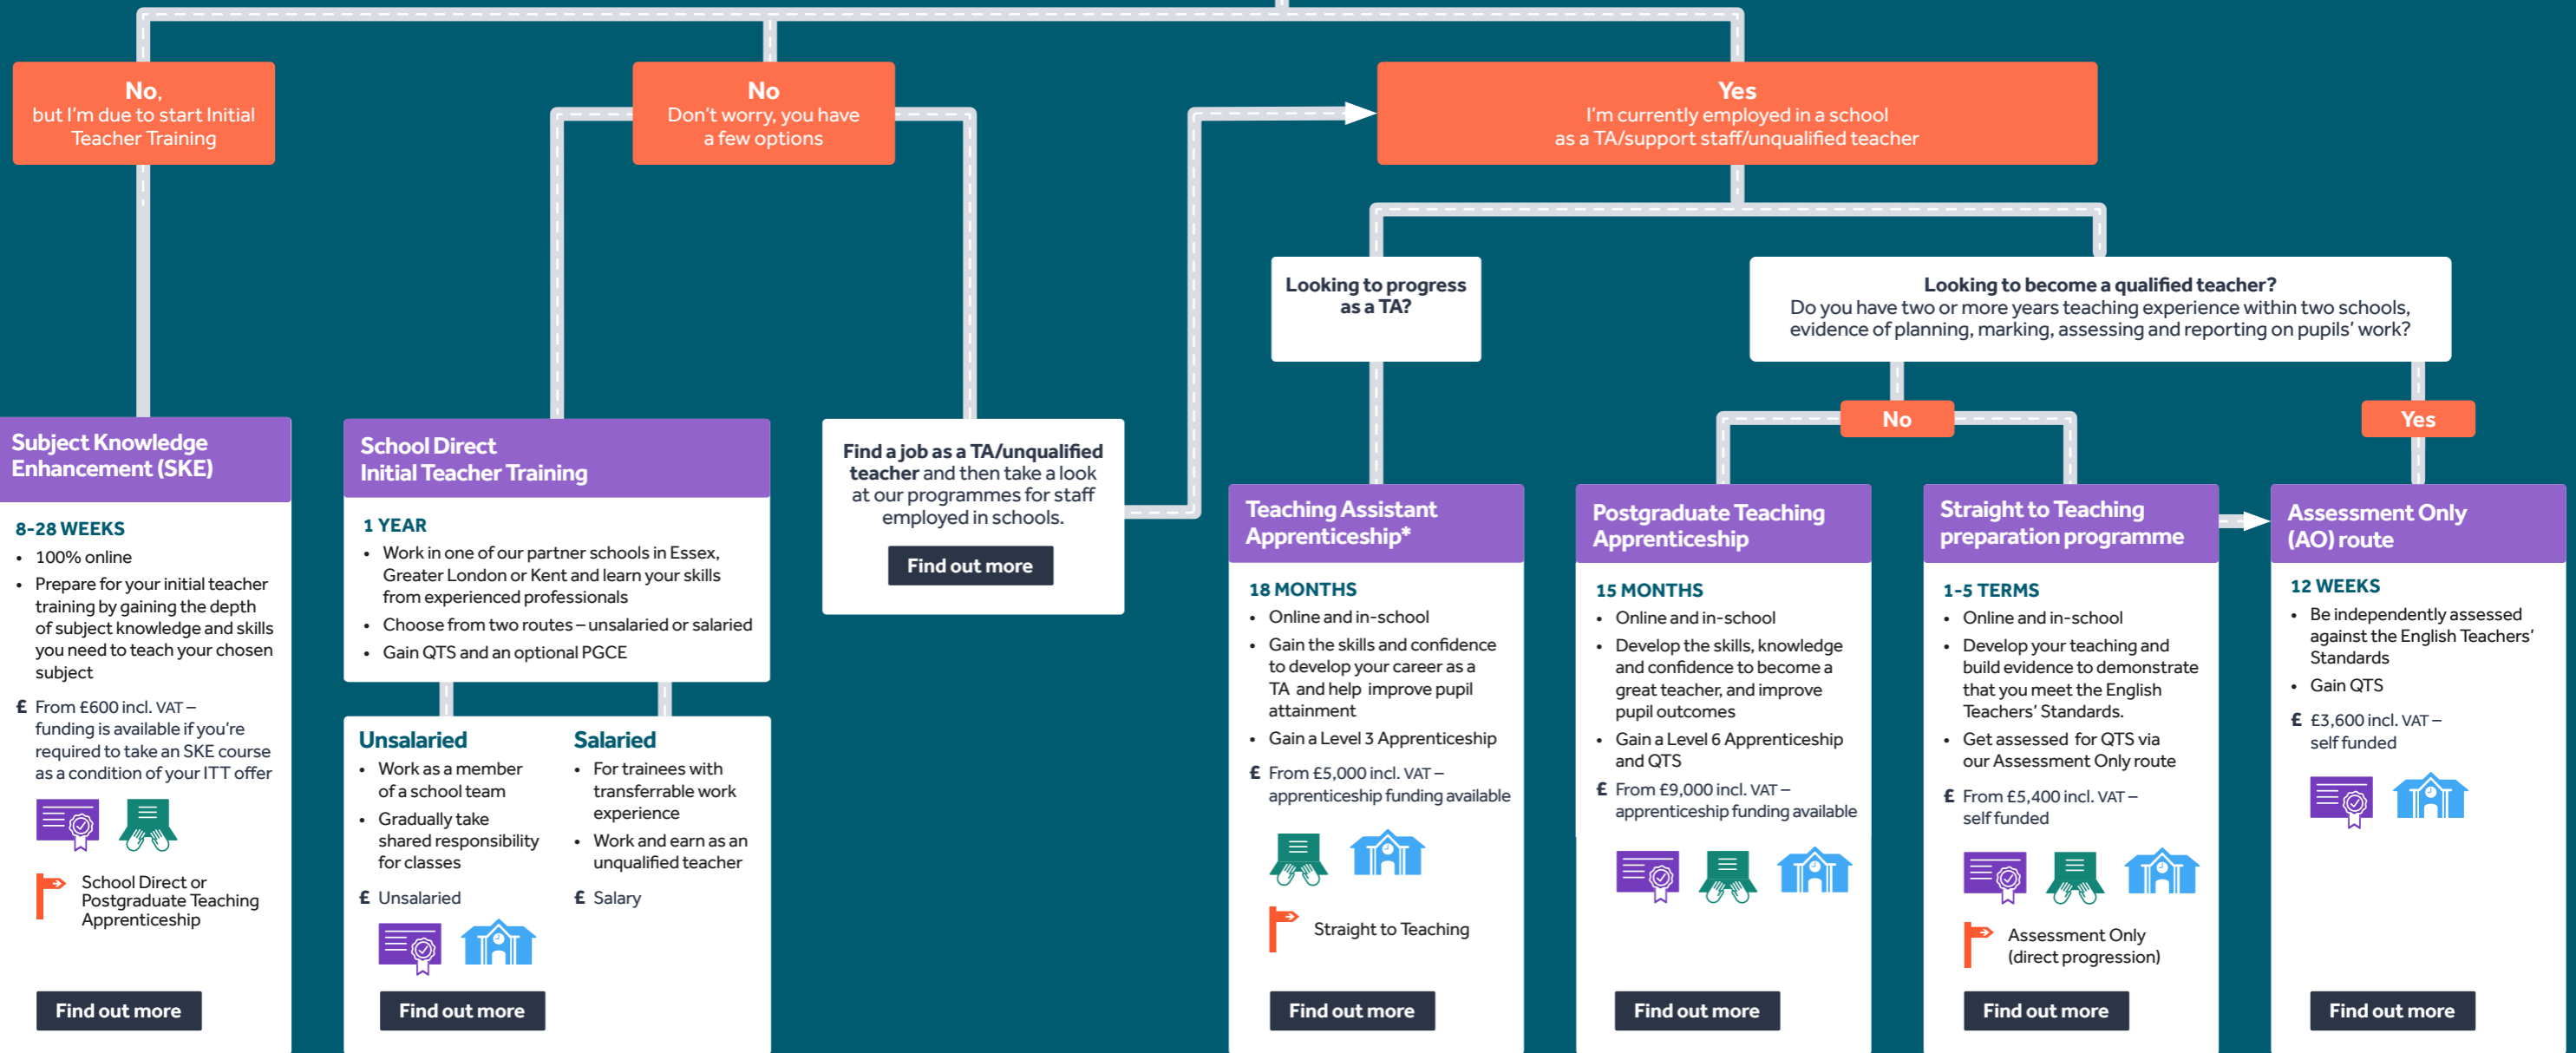 No,
but I'm due to start Initial
Teacher Training
No
Don't worry, you have
a few options
Yes
I'm currently employed in a school
as a TA/support staff/unqualified teacher
Looking to progress
as a TA?
Looking to become a qualified teacher?
Do you have two or more years teaching experience within two schools,
evidence of planning, marking, assessing and reporting on pupils' work?
No
Yes
Subject Knowledge
Enhancement (SKE)
8-28 WEEKS
• 100% online
• Prepare for your initial teacher
training by gaining the depth
of subject knowledge and skills
you need to teach your chosen
subject
£ From £600 incl. VAT –
funding is available if you're
required to take an SKE course
as a condition of your ITT offer
School Direct or
Postgraduate Teaching
Apprenticeship
Find out more
School Direct
Initial Teacher Training
1 YEAR
• Work in one of our partner schools in Essex,
Greater London or Kent and learn your skills
from experienced professionals
• Choose from two routes – unsalaried or salaried
• Gain QTS and an optional PGCE
Unsalaried
• Work as a member
of a school team
• Gradually take
shared responsibility
for classes
£ Unsalaried
Salaried
• For trainees with
transferrable work
experience
• Work and earn as an
unqualified teacher
£ Salary
Find out more
Find a job as a TA/unqualified
teacher and then take a look
at our programmes for staff
employed in schools.
Find out more
Teaching Assistant
Apprenticeship*
18 MONTHS
• Online and in-school
• Gain the skills and confidence
to develop your career as a
TA and help improve pupil
attainment
• Gain a Level 3 Apprenticeship
£ From £5,000 incl. VAT –
apprenticeship funding available
Straight to Teaching
Find out more
Postgraduate Teaching
Apprenticeship
15 MONTHS
• Online and in-school
• Develop the skills, knowledge
and confidence to become a
great teacher, and improve
pupil outcomes
• Gain a Level 6 Apprenticeship
and QTS
£ From £9,000 incl. VAT –
apprenticeship funding available
Find out more
Straight to Teaching
preparation programme
1-5 TERMS
• Online and in-school
• Develop your teaching and
build evidence to demonstrate
that you meet the English
Teachers' Standards.
• Get assessed for QTS via
our Assessment Only route
£ From £5,400 incl. VAT –
self funded
Assessment Only
(direct progression)
Find out more
Assessment Only
(AO) route
12 WEEKS
• Be independently assessed
against the English Teachers'
Standards
• Gain QTS
£ £3,600 incl. VAT –
self funded
Find out more